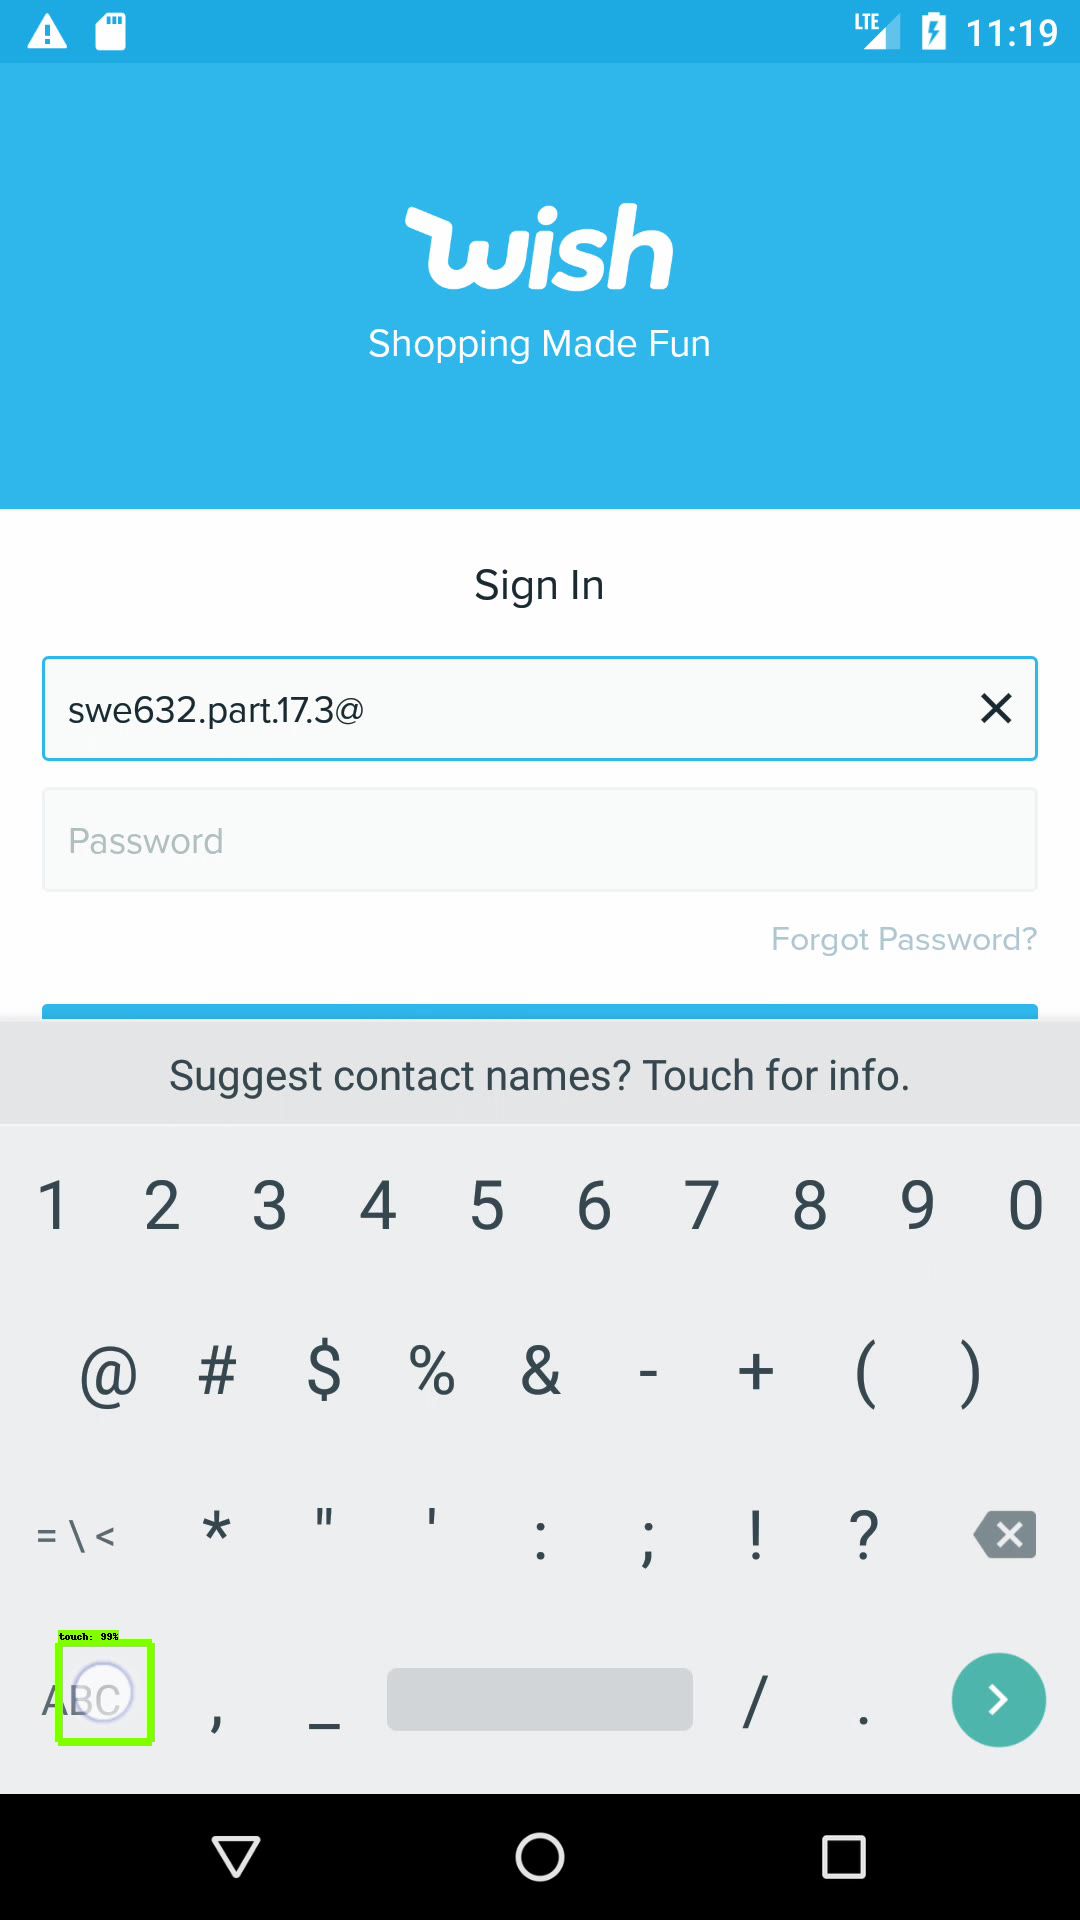 LTE 11:19
wish
Shopping Made Fun
Sign In
swe632.part.17.3@
Password
Forgot Password?
Suggest contact names? Touch for info.
1 2 3 4 5 6 7 8 9 0
@ # $ % & - + ( )
= \ < * " ' : ; ! ?
touch: 99%
ABC , _ / .